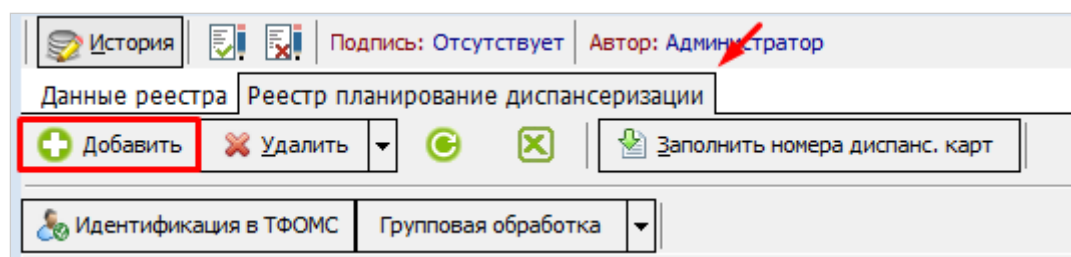 История Подпись: Отсутствует Автор: Администратор
Данные реестра Реестр планирование диспансеризации
Добавить Удалить Заполнить номера диспанс. карт
Идентификация в ТФОМС Групповая обработка